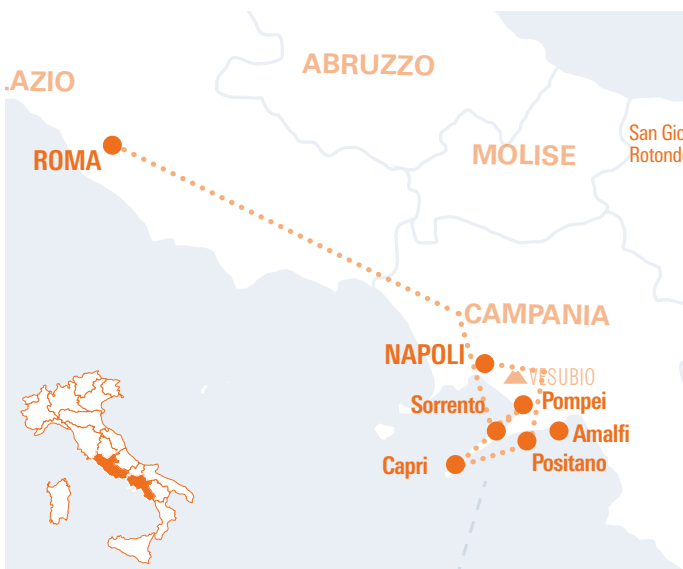 ABRUZZO
.AZIO
San Gio
Rotond
ROMA
MOLISE
CAMPANIA
NAPOLI
VESUBIO
Sorrento
Pompei
Amalfi
Capri
Positano